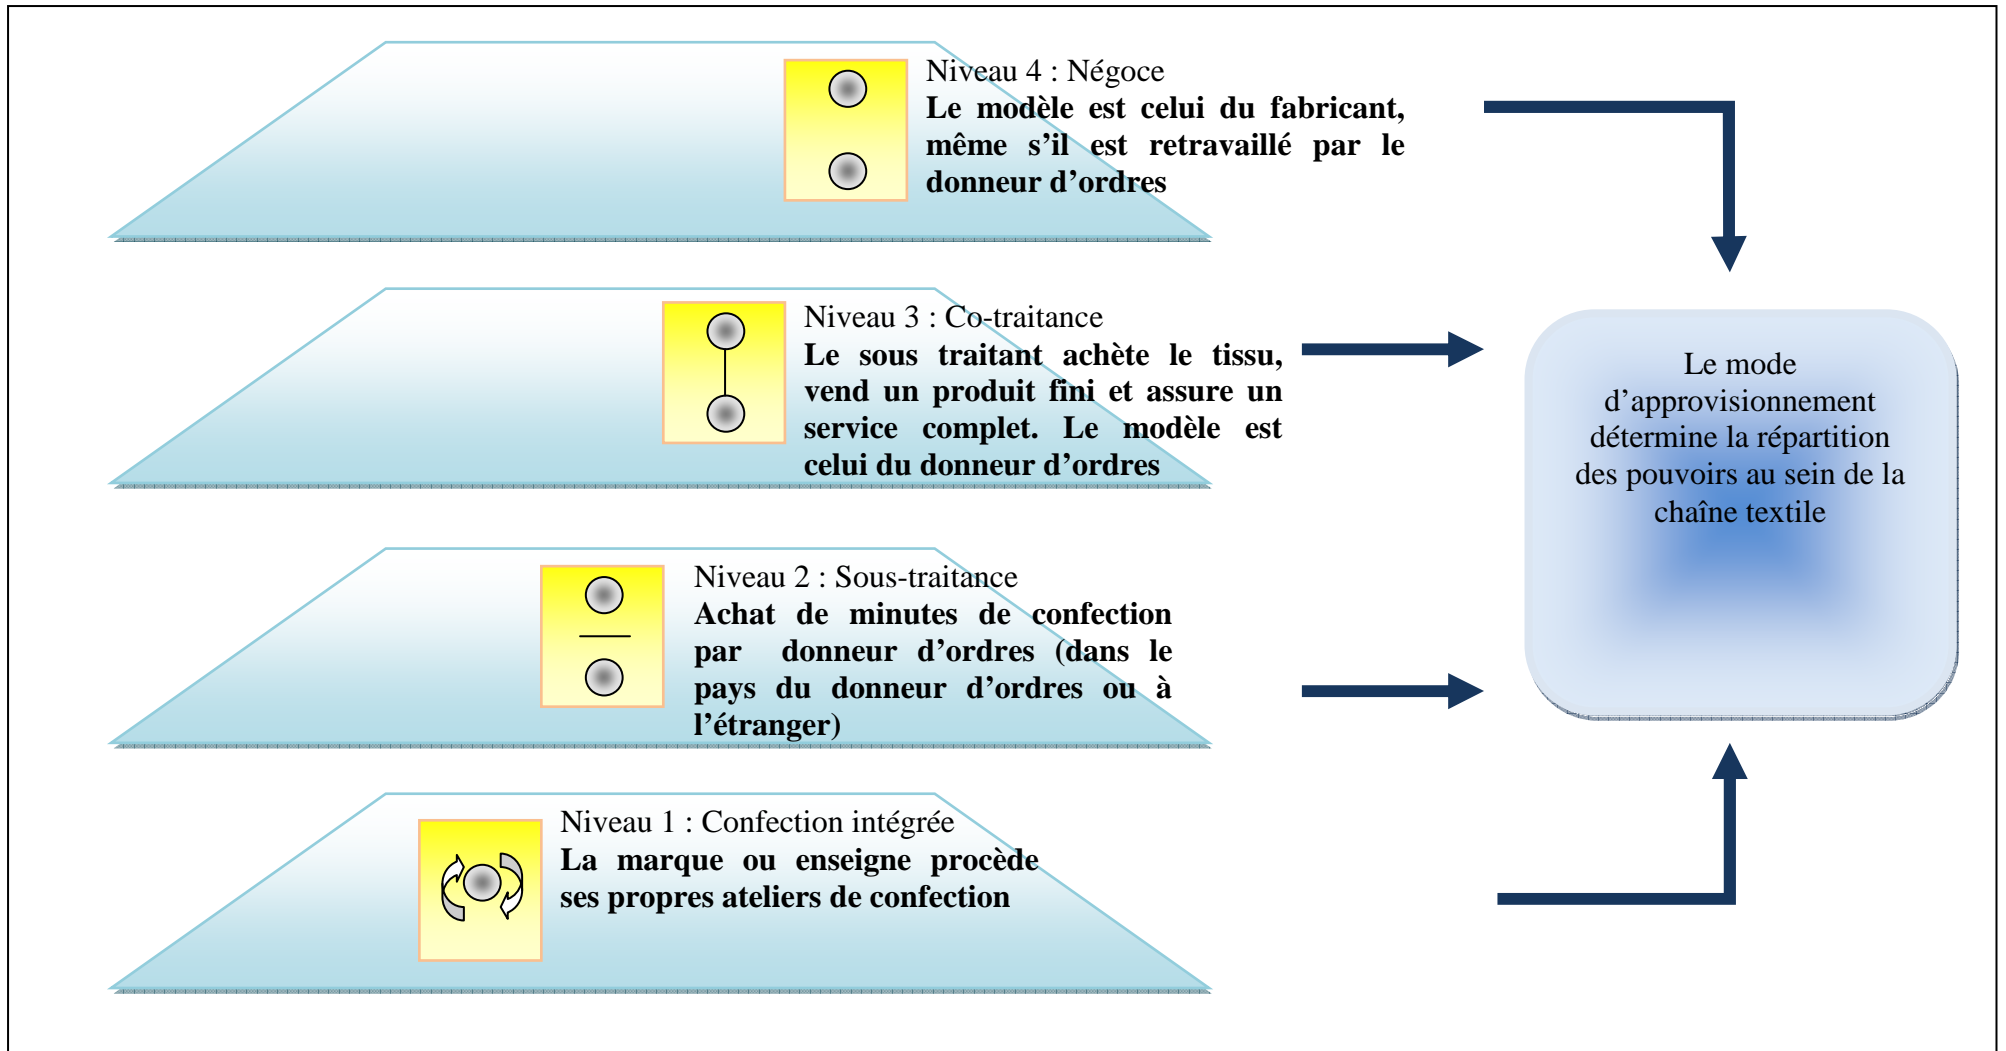 Niveau 4 : Négoce
Le modèle est celui du fabricant,
même s’il est retravaillé par le
donneur d’ordres
Niveau 3 : Co-traitance
Le sous traitant achète le tissu,
vend un produit fini et assure un
service complet. Le modèle est
celui du donneur d’ordres
Le mode
d’approvisionnement
détermine la répartition
des pouvoirs au sein de la
chaîne textile
Niveau 2 : Sous-traitance
Achat de minutes de confection
par donneur d’ordres (dans le
pays du donneur d’ordres ou à
l’étranger)
Niveau 1 : Confection intégrée
La marque ou enseigne procède
ses propres ateliers de confection